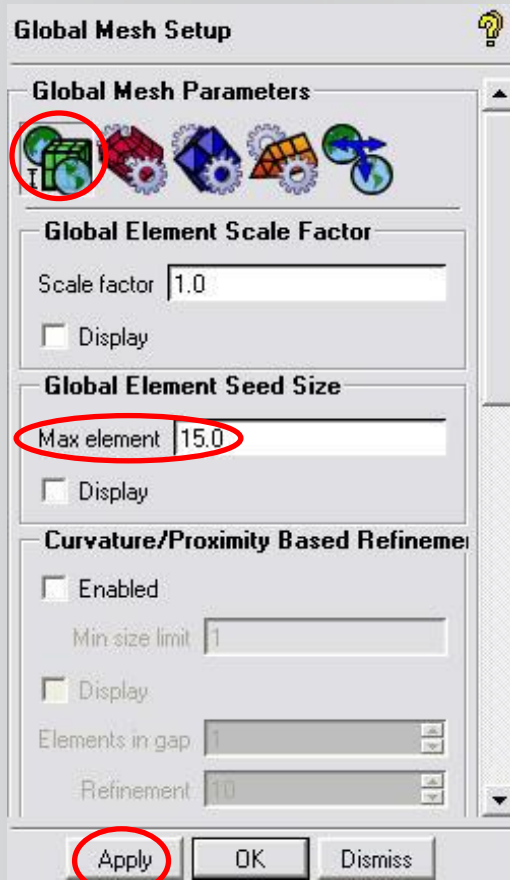 Global Mesh Setup
Global Mesh Parameters
Global Element Scale Factor
Scale factor 1.0
Display
Global Element Seed Size
Max element 15.0
Display
Curvature/Proximity Based Refinemen
Enabled
Min size limit 1
Display
Elements in gap 1
Refinement 10
Apply OK Dismiss